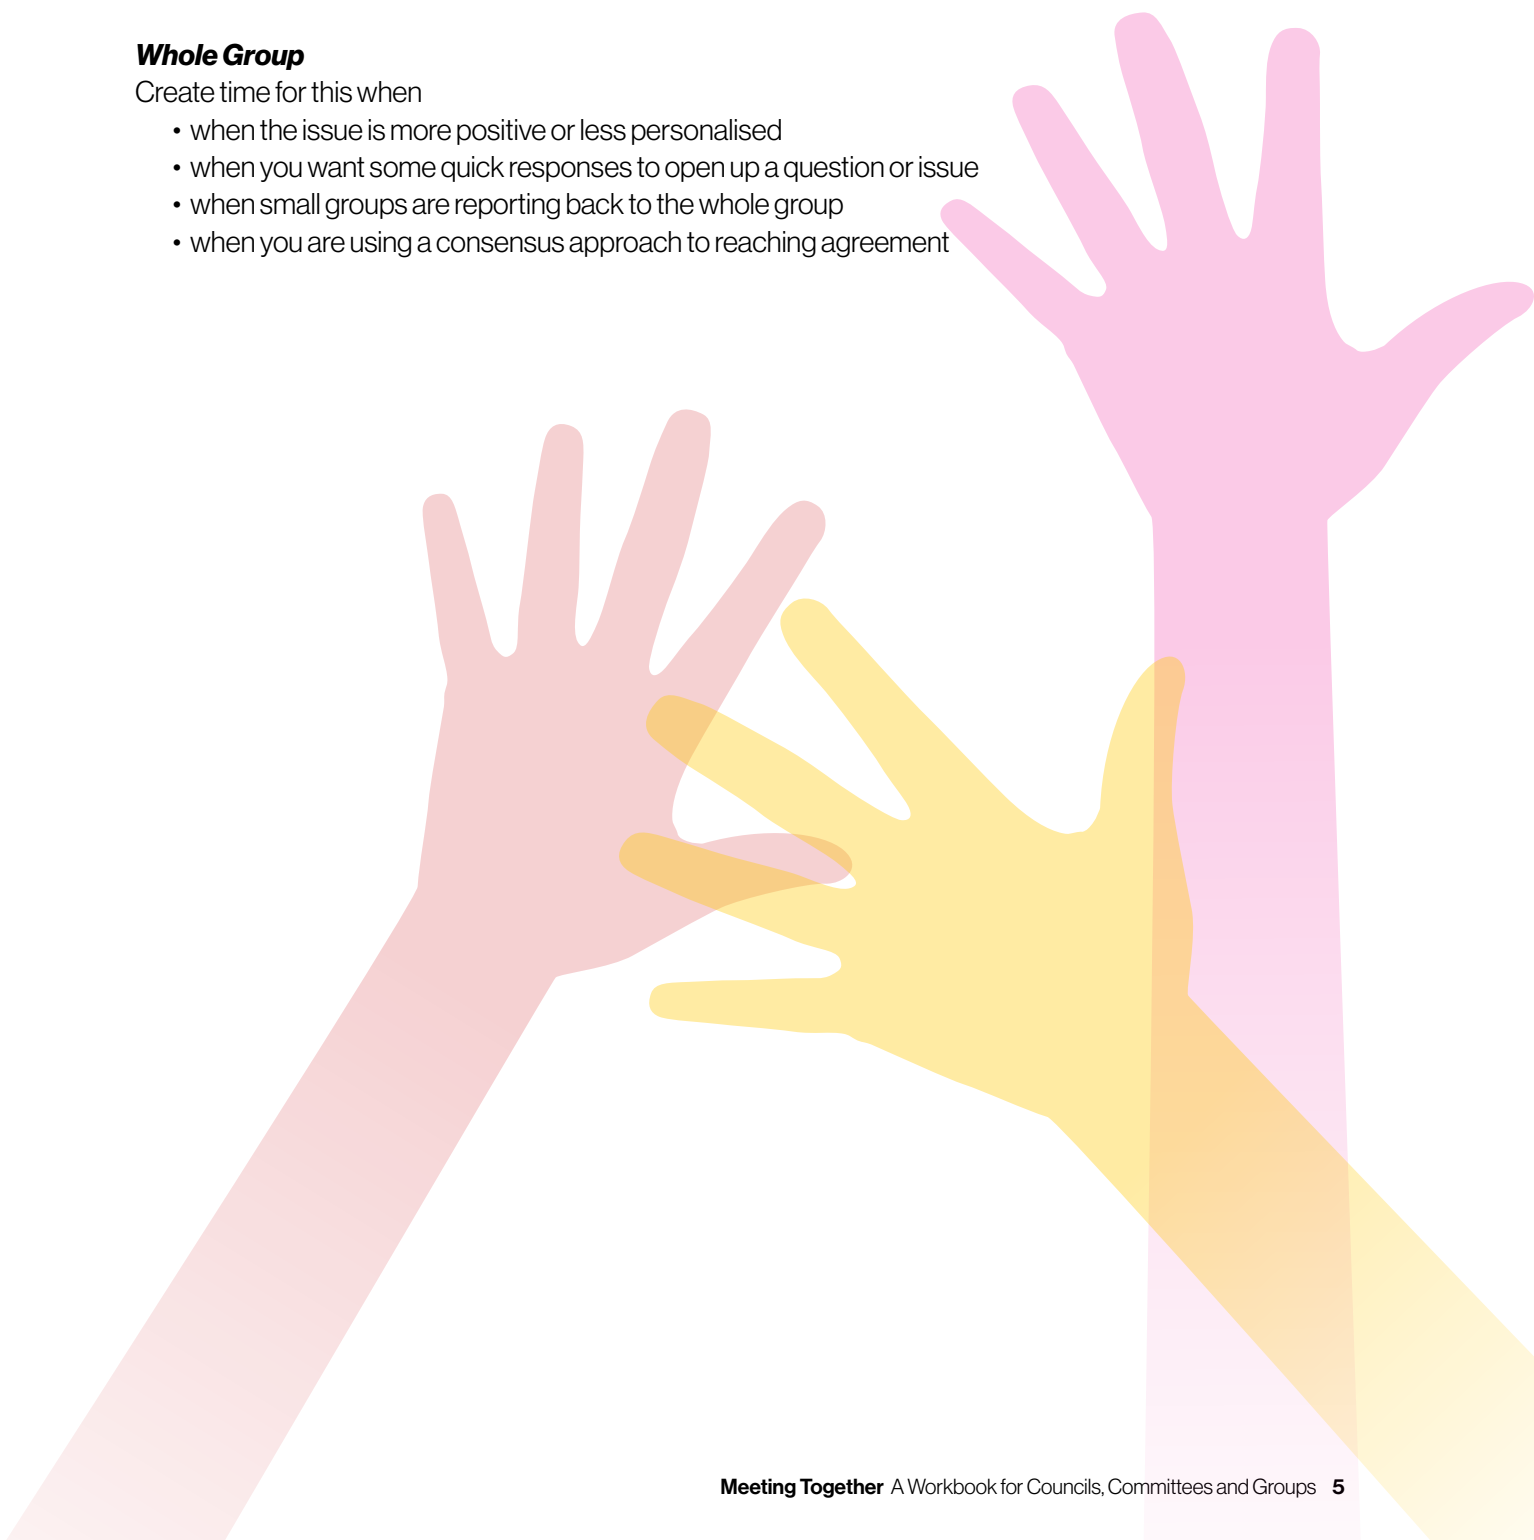 Whole Group
Create time for this when
• when the issue is more positive or less personalised
• when you want some quick responses to open up a question or issue
• when small groups are reporting back to the whole group
• when you are using a consensus approach to reaching agreement
Meeting Together A Workbook for Councils, Committees and Groups 5